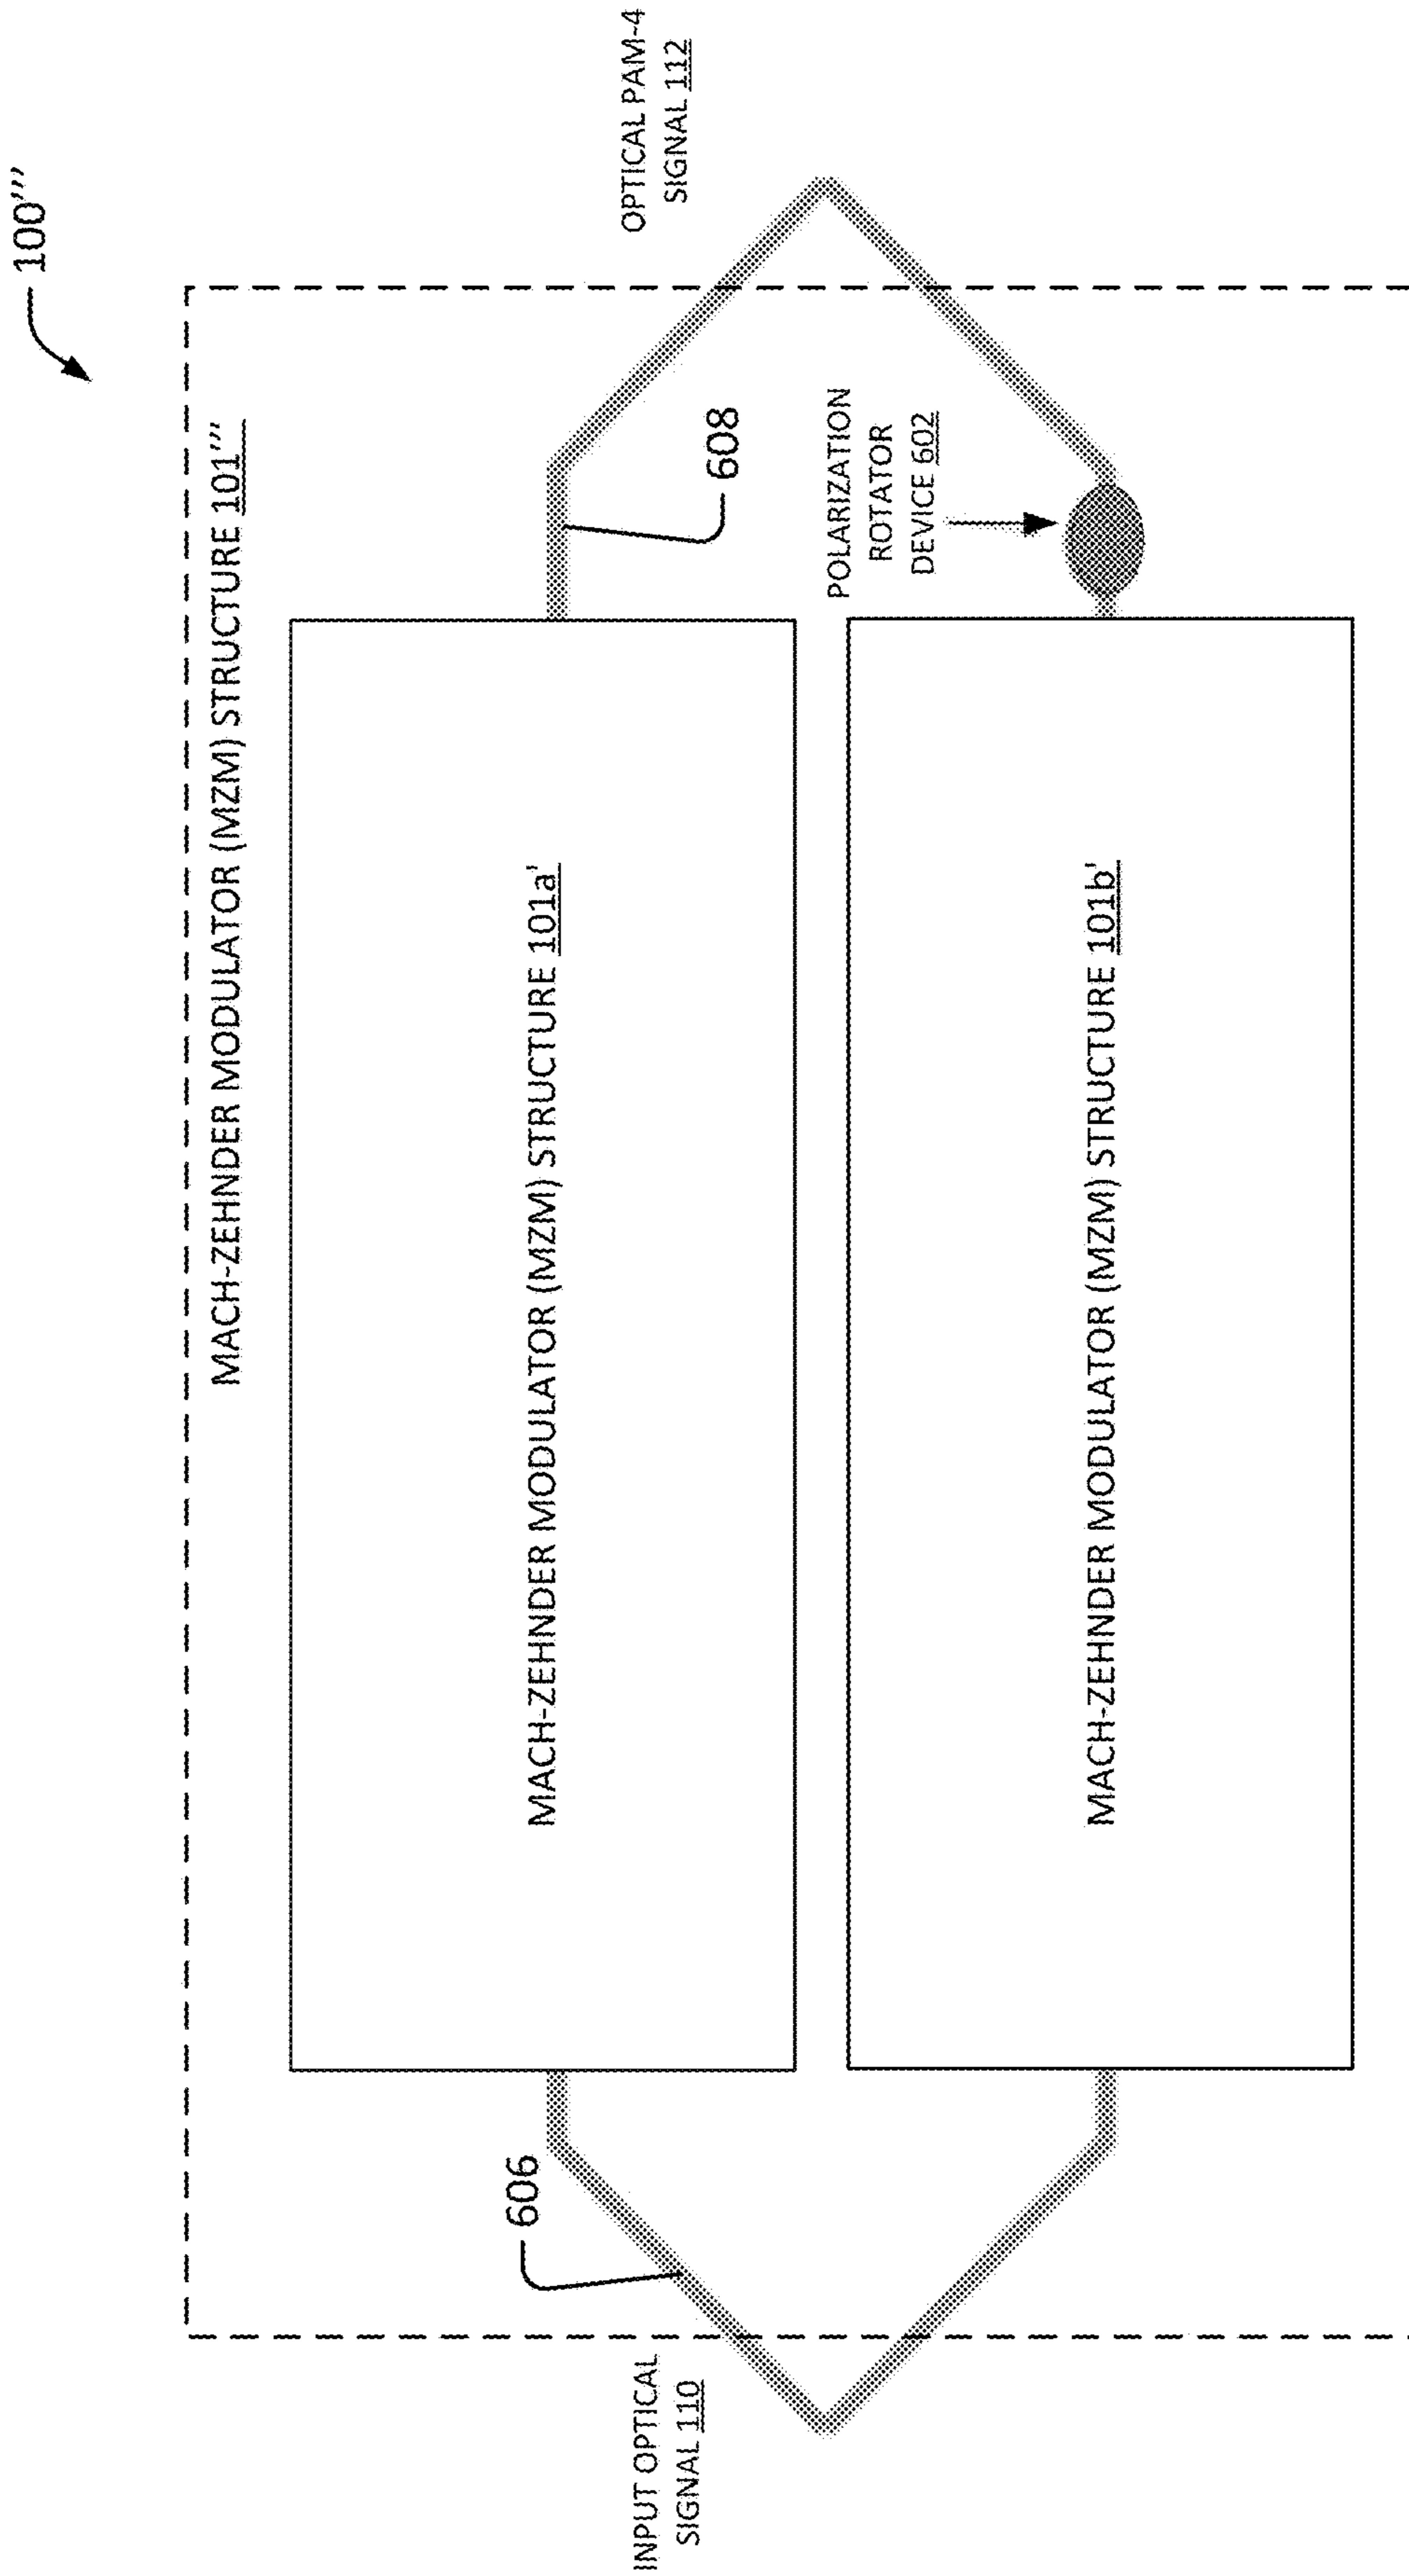 100'''
MACH-ZEHNDER MODULATOR (MZM) STRUCTURE 101'''
OPTICAL PAM-4
SIGNAL 112
608
MACH-ZEHNDER MODULATOR (MZM) STRUCTURE 101a'
606
INPUT OPTICAL
SIGNAL 110
POLARIZATION
ROTATOR
DEVICE 602
MACH-ZEHNDER MODULATOR (MZM) STRUCTURE 101b'